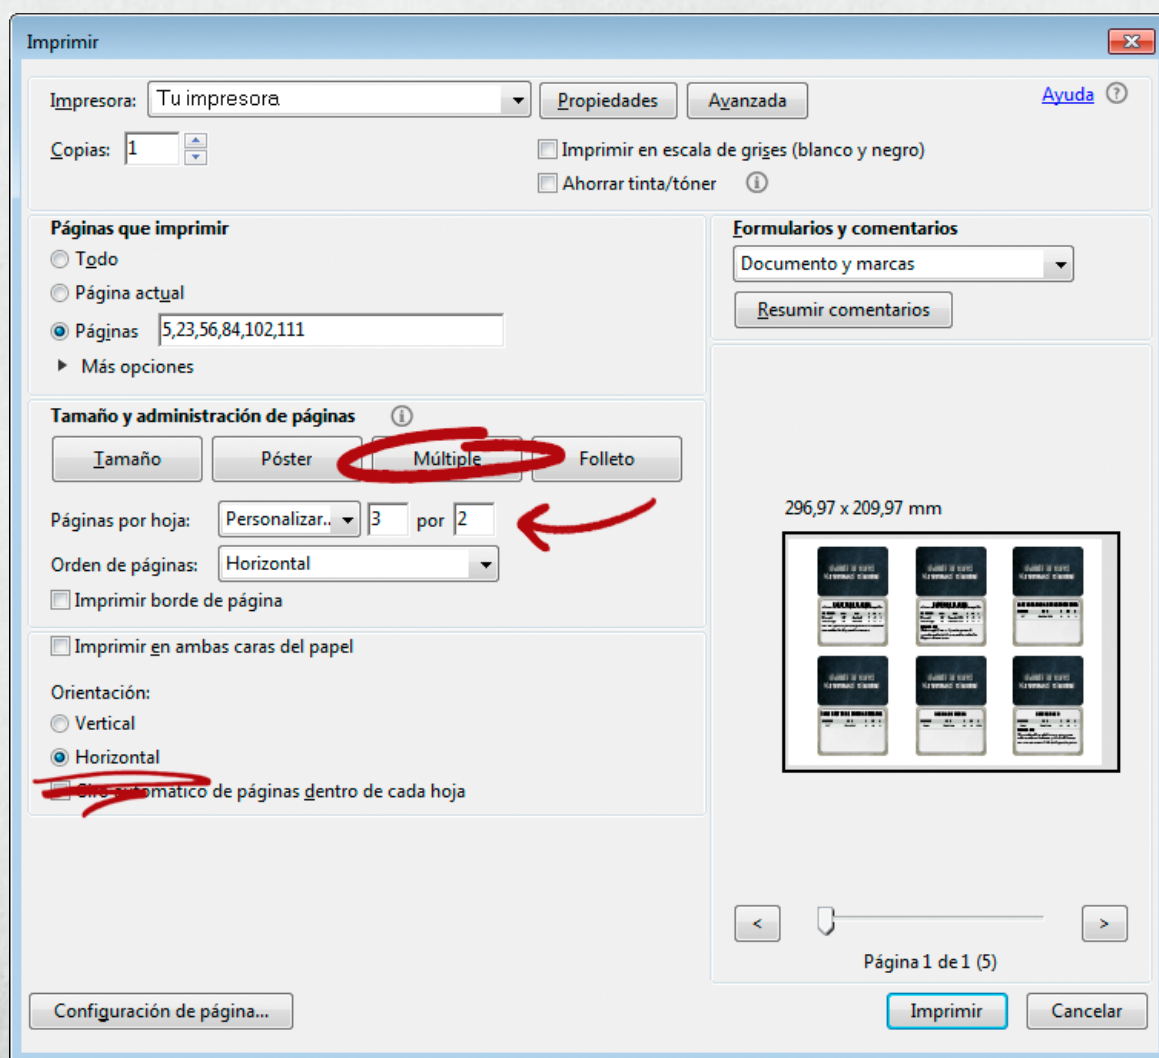 Imprimir
Impresora: Tu impresora Propiedades Avanzada Ayuda
Copias: 1
Imprimir en escala de grises (blanco y negro)
Ahorrar tinta/tóner
Páginas que imprimir
Todo
Página actual
Páginas 5,23,56,84,102,111
Más opciones
Formularios y comentarios
Documento y marcas
Resumir comentarios
Tamaño y administración de páginas
Tamaño Póster Múltiple Folleto
Páginas por hoja: Personalizar.. 3 por 2
Orden de páginas: Horizontal
Imprimir borde de página
Imprimir en ambas caras del papel
Orientación:
Vertical
Horizontal
Giro automático de páginas dentro de cada hoja
296,97 x 209,97 mm
< >
Página 1 de 1 (5)
Configuración de página... Imprimir Cancelar